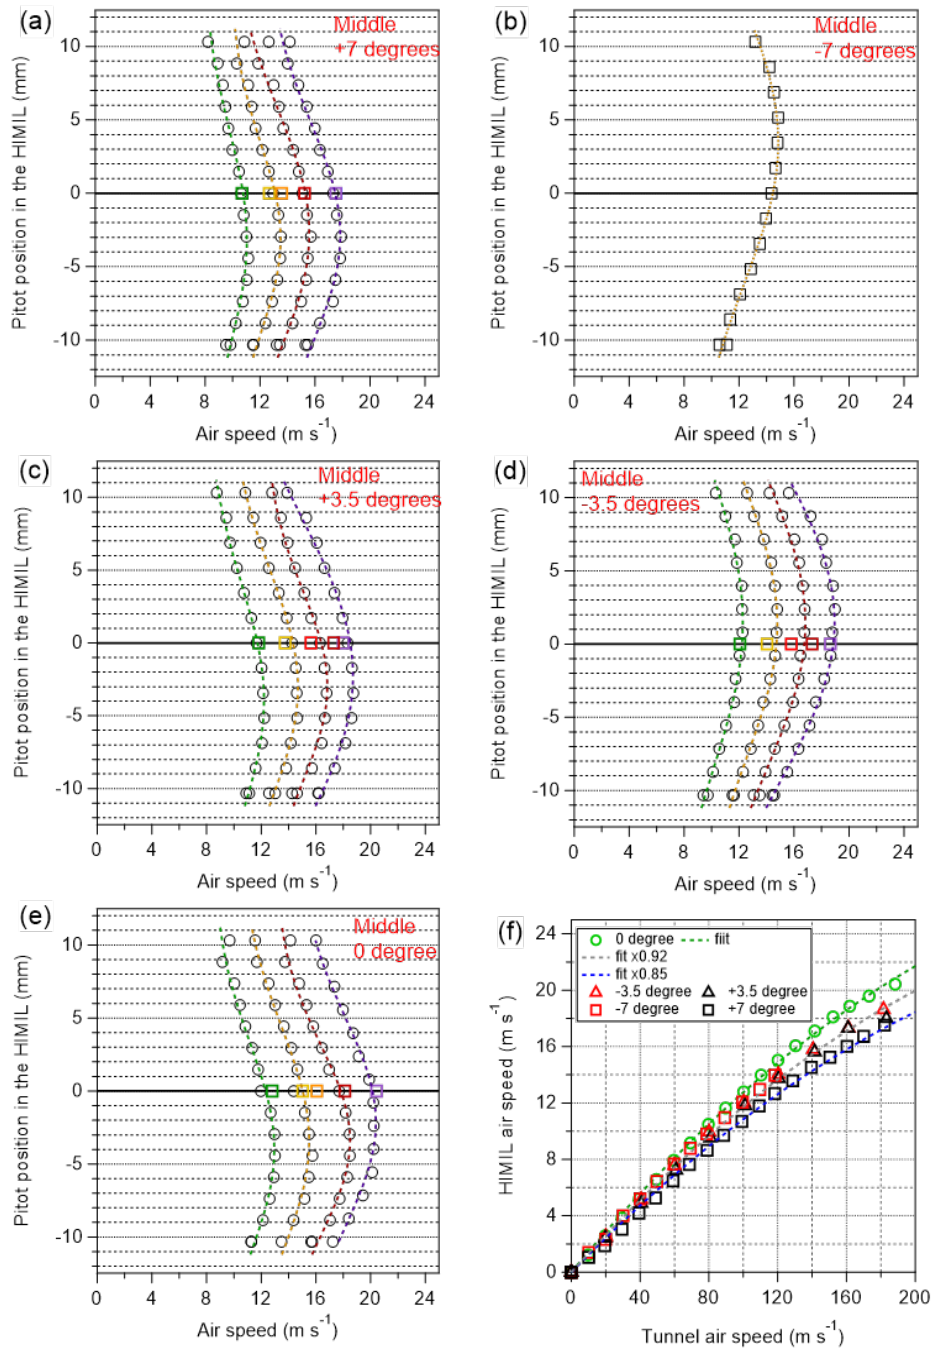 (a)
Middle
+7 degrees
Pitot position in the HIMIL (mm)
10
5
0
-5
-10
0 4 8 12 16 20 24
Air speed (m s-1)
(b)
Middle
-7 degrees
Pitot position in the HIMIL (mm)
10
5
0
-5
-10
0 4 8 12 16 20 24
Air speed (m s-1)
(c)
Middle
+3.5 degrees
Pitot position in the HIMIL (mm)
10
5
0
-5
-10
0 4 8 12 16 20 24
Air speed (m s-1)
(d)
Middle
-3.5 degrees
Pitot position in the HIMIL (mm)
10
5
0
-5
-10
0 4 8 12 16 20 24
Air speed (m s-1)
(e)
Middle
0 degree
Pitot position in the HIMIL (mm)
10
5
0
-5
-10
0 4 8 12 16 20 24
Air speed (m s-1)
(f)
0 degree fiit
fit x0.92
fit x0.85
-3.5 degree +3.5 degree
-7 degree +7 degree
HIMIL air speed (m s-1)
24
20
16
12
8
4
0
0 40 80 120 160 200
Tunnel air speed (m s-1)